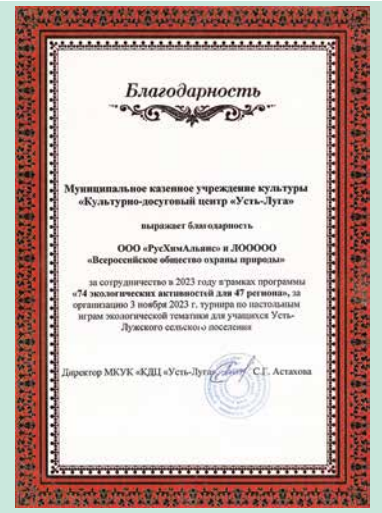 Благодарность
Муниципальное казенное учреждение культуры
«Культурно-досуговый центр «Усть-Луга»
выражает благодарность
ООО «РусХимАльянс» и ЛОООООО
«Всероссийское общество охраны природы»
за сотрудничество в 2023 году в рамках программы
«74 экологических активностей для 47 региона», за
организацию 3 ноября 2023 г. турнира по настольным
играм экологической тематики для учащихся Усть-
Лужского сельского поселения
Директор МКУК «КДЦ «Усть-Луга» С.Г. Астахова